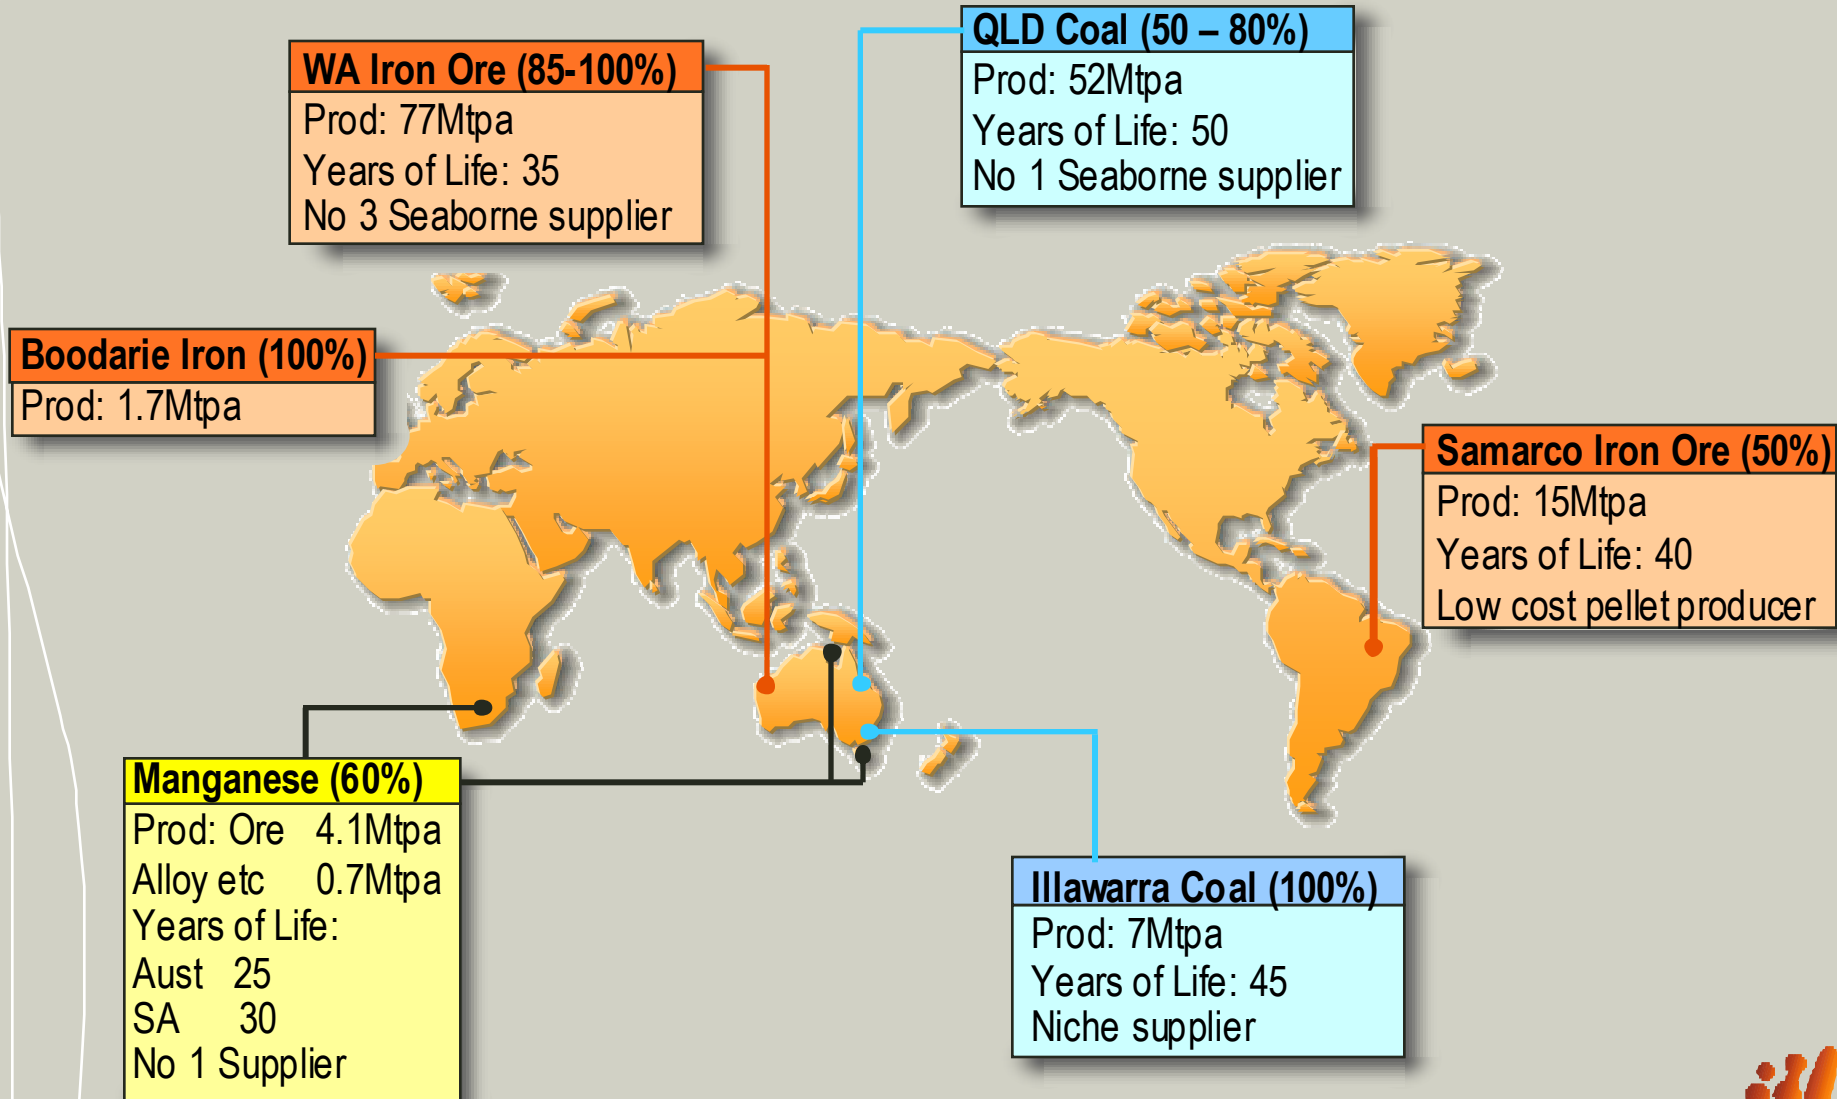 QLD Coal (50 – 80%)
Prod: 52Mtpa
Years of Life: 50
No 1 Seaborne supplier
WA Iron Ore (85-100%)
Prod: 77Mtpa
Years of Life: 35
No 3 Seaborne supplier
Boodarie Iron (100%)
Prod: 1.7Mtpa
Samarco Iron Ore (50%)
Prod: 15Mtpa
Years of Life: 40
Low cost pellet producer
Manganese (60%)
Prod: Ore 4.1Mtpa
Alloy etc 0.7Mtpa
Years of Life:
Aust 25
SA 30
No 1 Supplier
Illawarra Coal (100%)
Prod: 7Mtpa
Years of Life: 45
Niche supplier